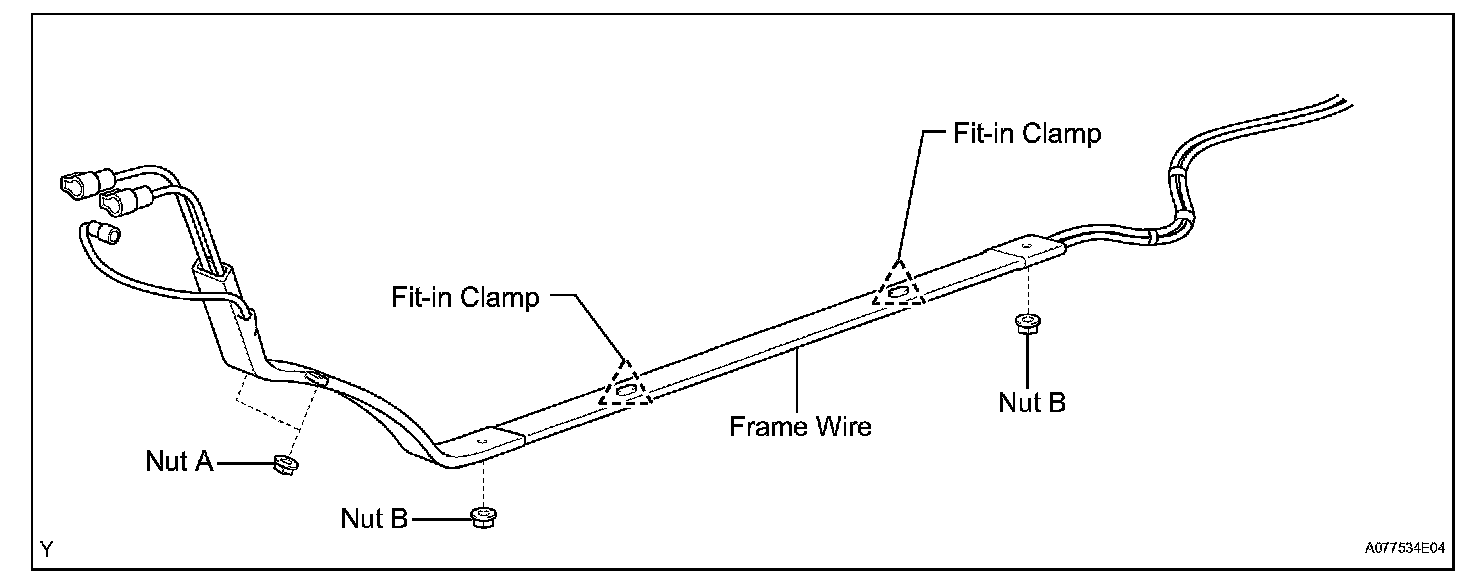 Fit-in Clamp
Fit-in Clamp
Nut B
Frame Wire
Nut A
Nut B
Y
A077534E04